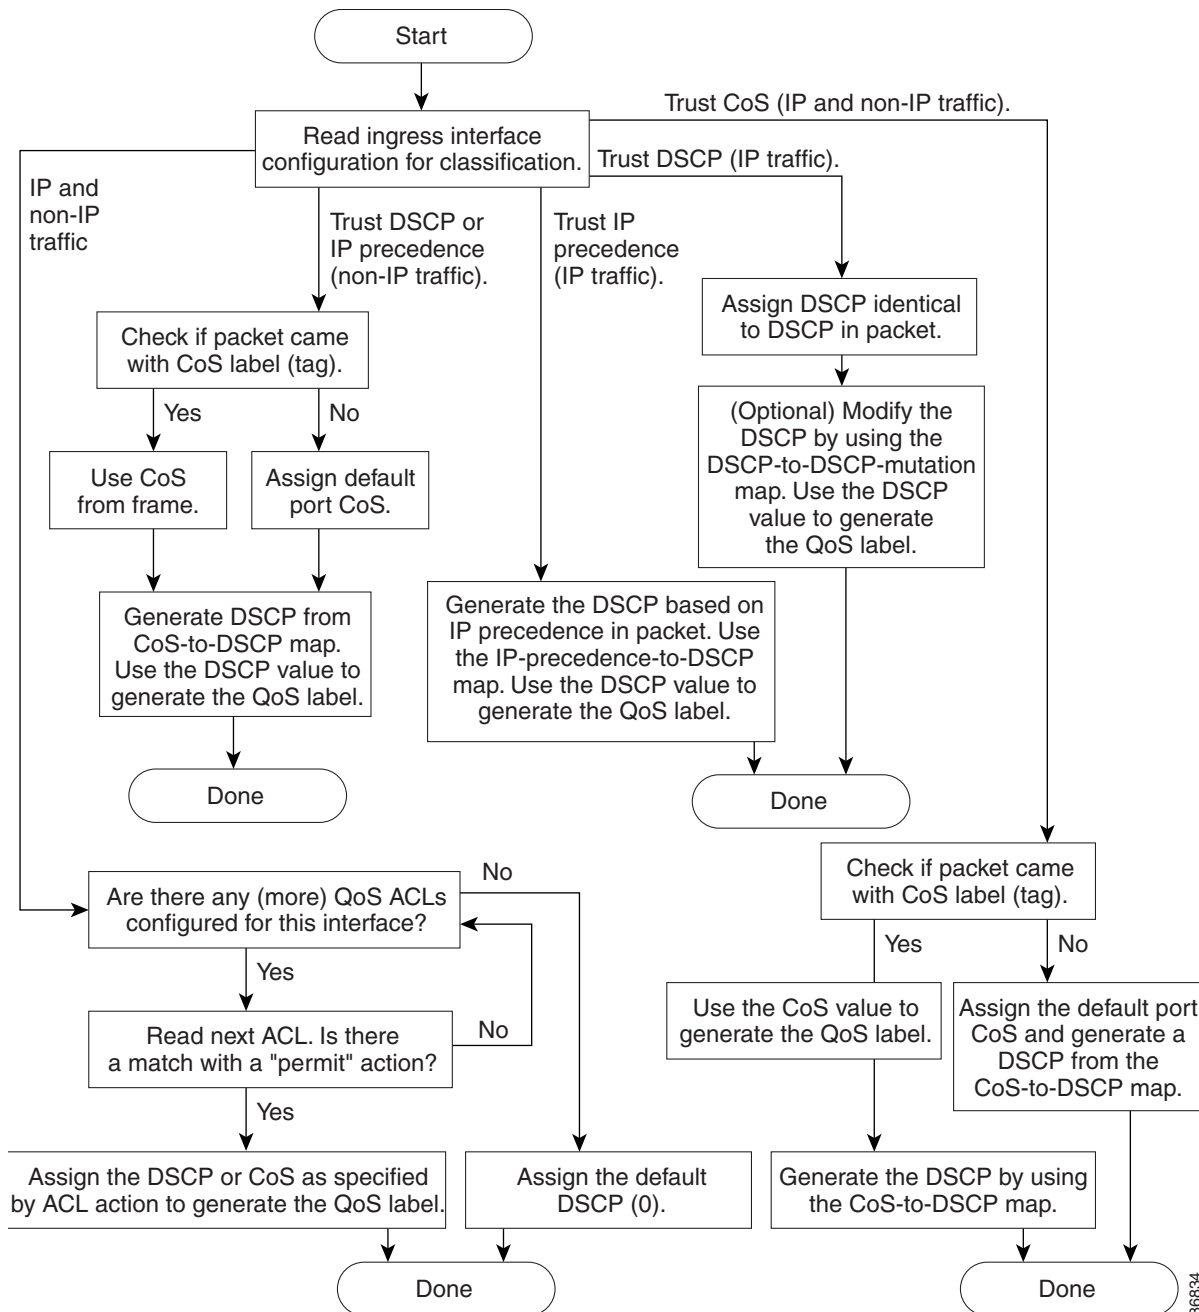 Start
Trust CoS (IP and non-IP traffic).
Read ingress interface
configuration for classification.
Trust DSCP (IP traffic).
IP and
non-IP
traffic
Trust DSCP or
IP precedence
(non-IP traffic).
Trust IP
precedence
(IP traffic).
Assign DSCP identical
to DSCP in packet.
Check if packet came
with CoS label (tag).
Yes
No
(Optional) Modify the
DSCP by using the
DSCP-to-DSCP-mutation
map. Use the DSCP
value to generate
the QoS label.
Use CoS
from frame.
Assign default
port CoS.
Generate DSCP from
CoS-to-DSCP map.
Use the DSCP value to
generate the QoS label.
Generate the DSCP based on
IP precedence in packet. Use
the IP-precedence-to-DSCP
map. Use the DSCP value to
generate the QoS label.
Done
Done
Are there any (more) QoS ACLs
configured for this interface?
No
Check if packet came
with CoS label (tag).
Yes
Yes
No
Read next ACL. Is there
a match with a "permit" action?
No
Use the CoS value to
generate the QoS label.
Assign the default port
CoS and generate a
DSCP from the
CoS-to-DSCP map.
Yes
Assign the DSCP or CoS as specified
by ACL action to generate the QoS label.
Assign the default
DSCP (0).
Generate the DSCP by using
the CoS-to-DSCP map.
Done
Done